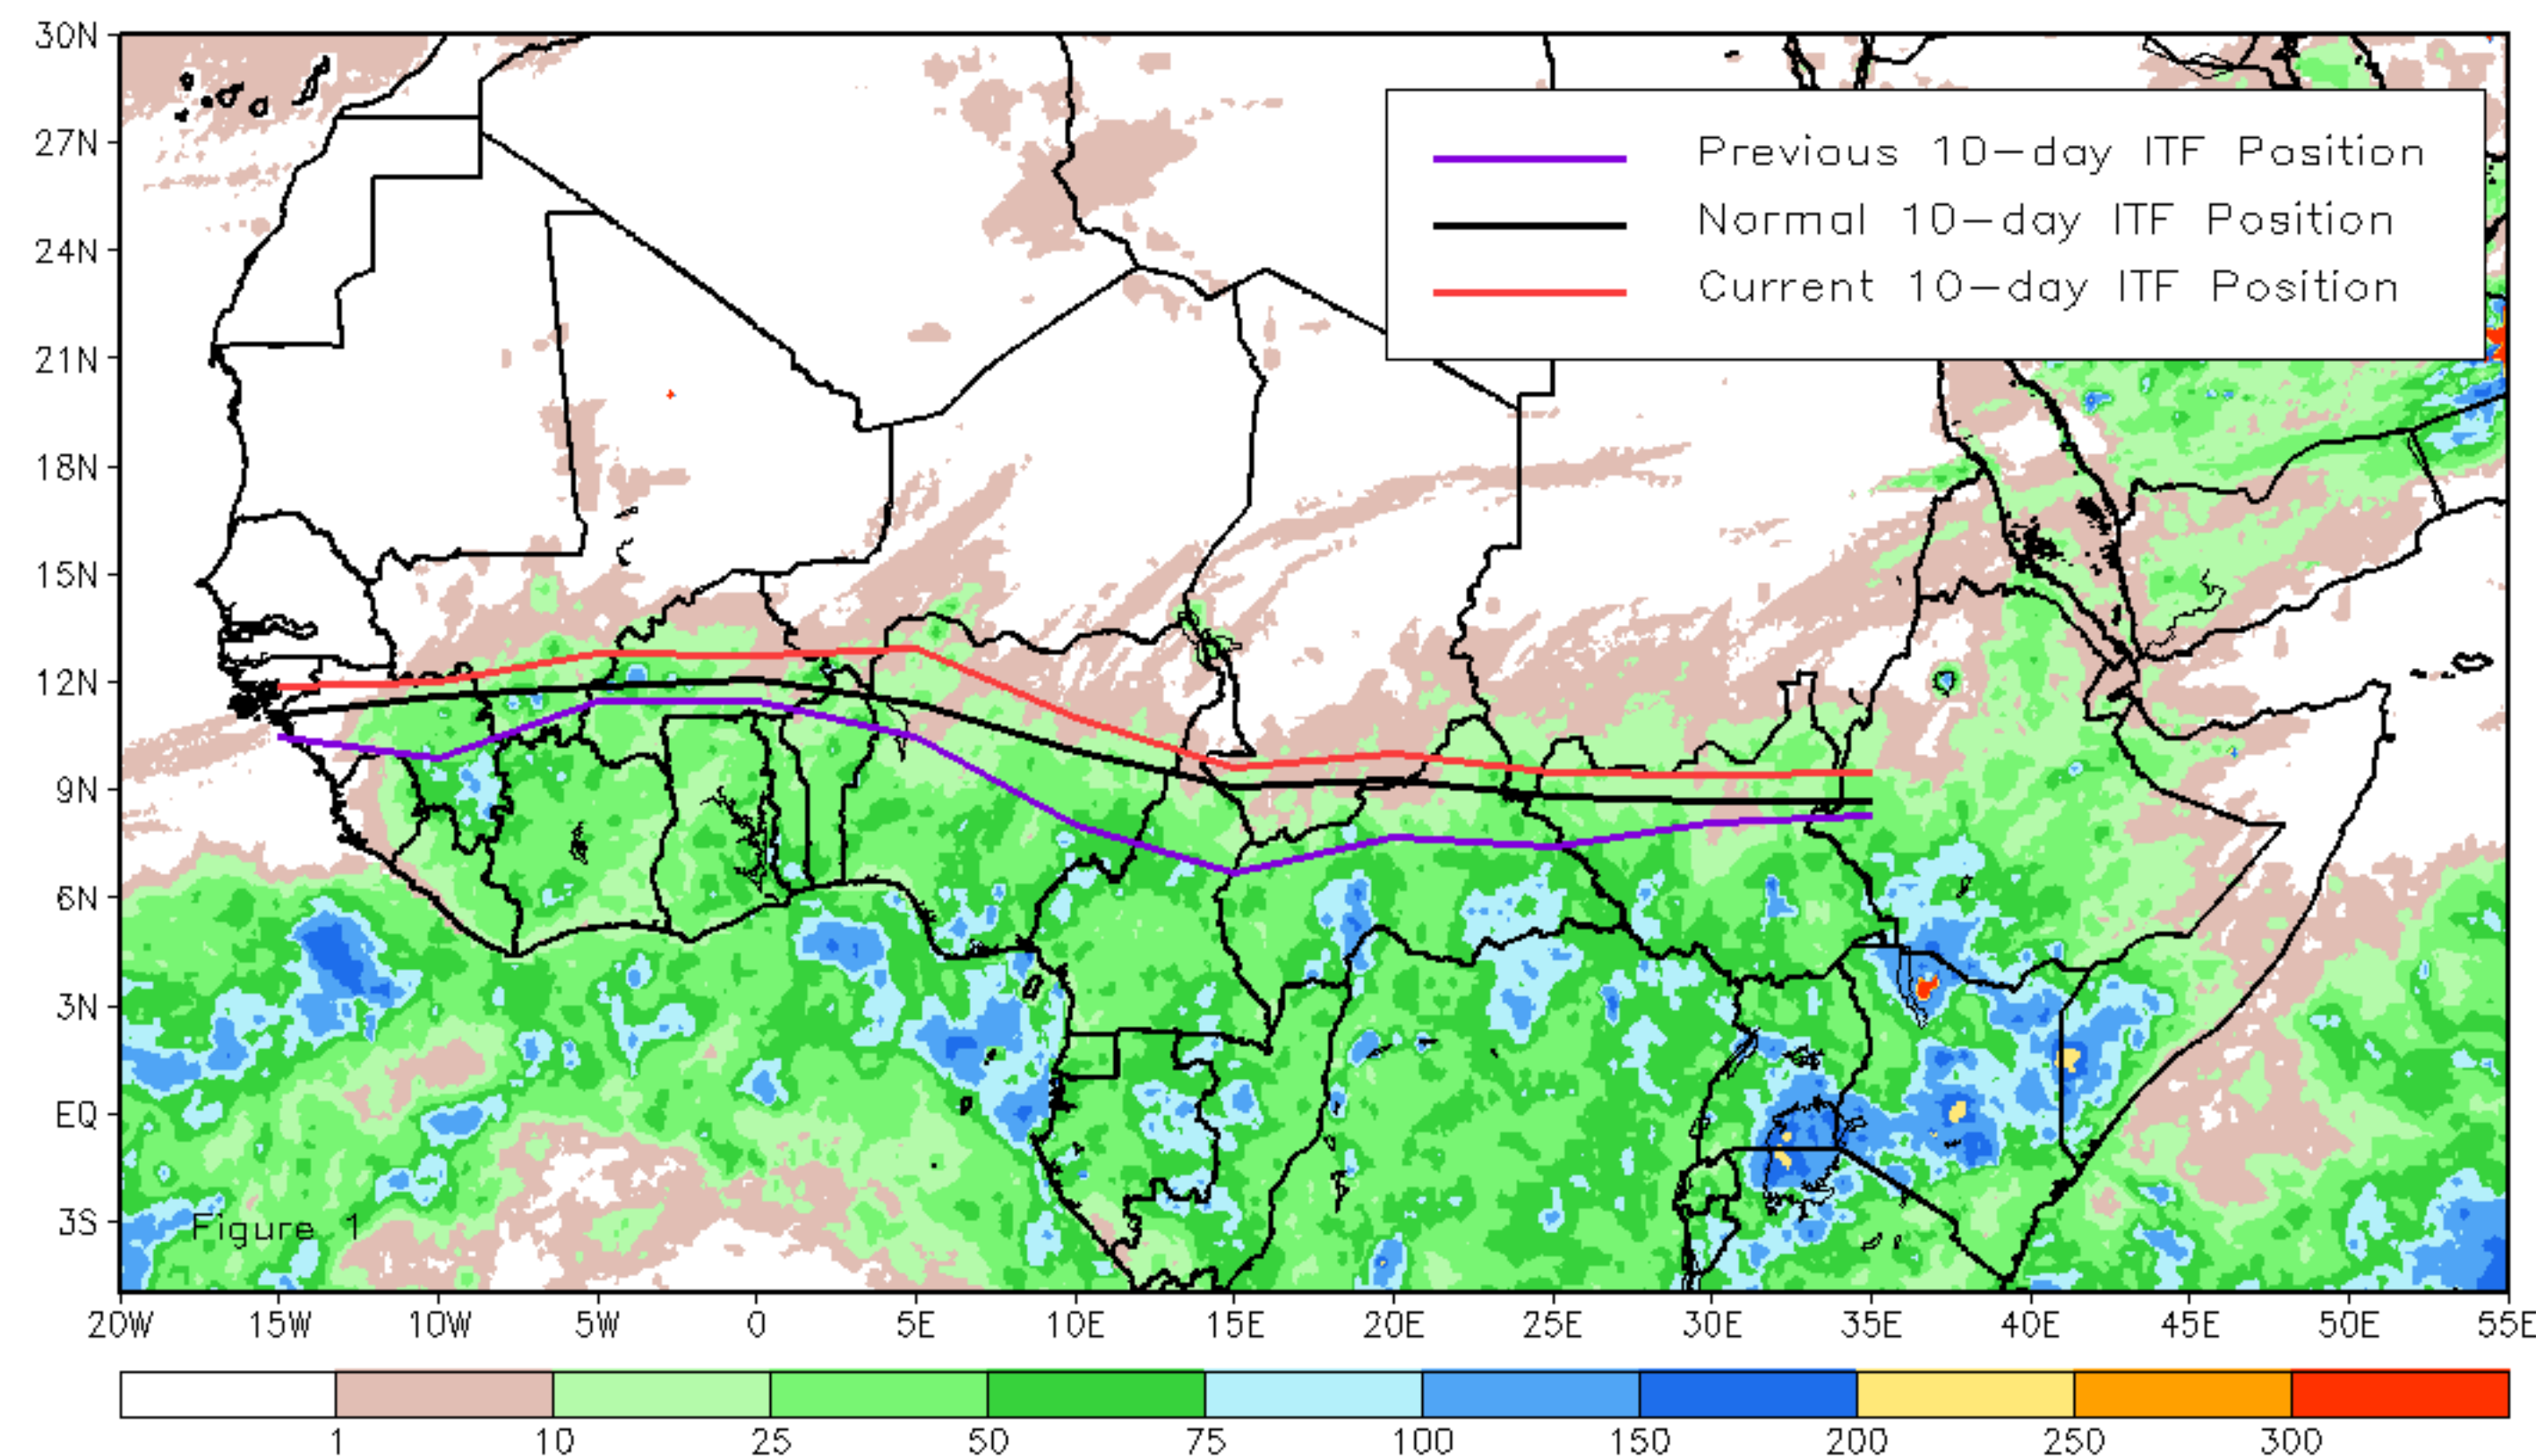 30N
27N
24N
21N
18N
15N
12N
9N
6N
3N
EQ
3S
Previous 10-day ITF Position
Normal 10-day ITF Position
Current 10-day ITF Position
Figure 1
20W 15W 10W 5W 0 5E 10E 15E 20E 25E 30E 35E 40E 45E 50E 55E
1 10 25 50 75 100 150 200 250 300